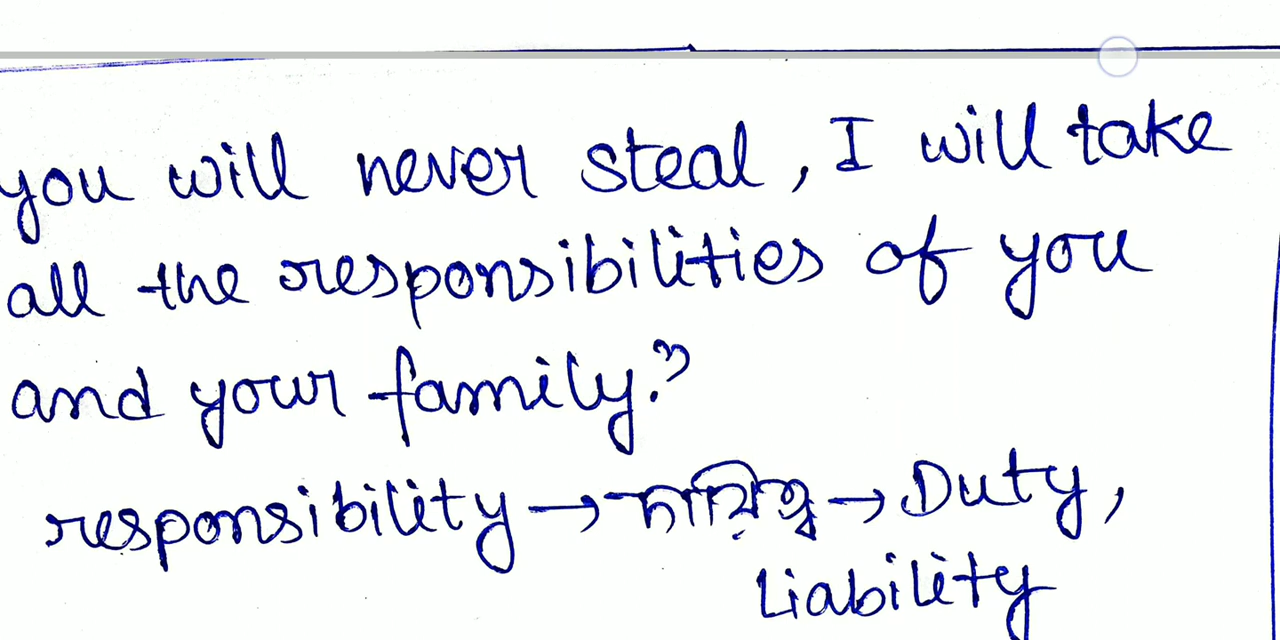 you will never steal, I will take
all the responsibilities of you
and your family."
responsibility → দায়িত্ব → Duty,
Liability